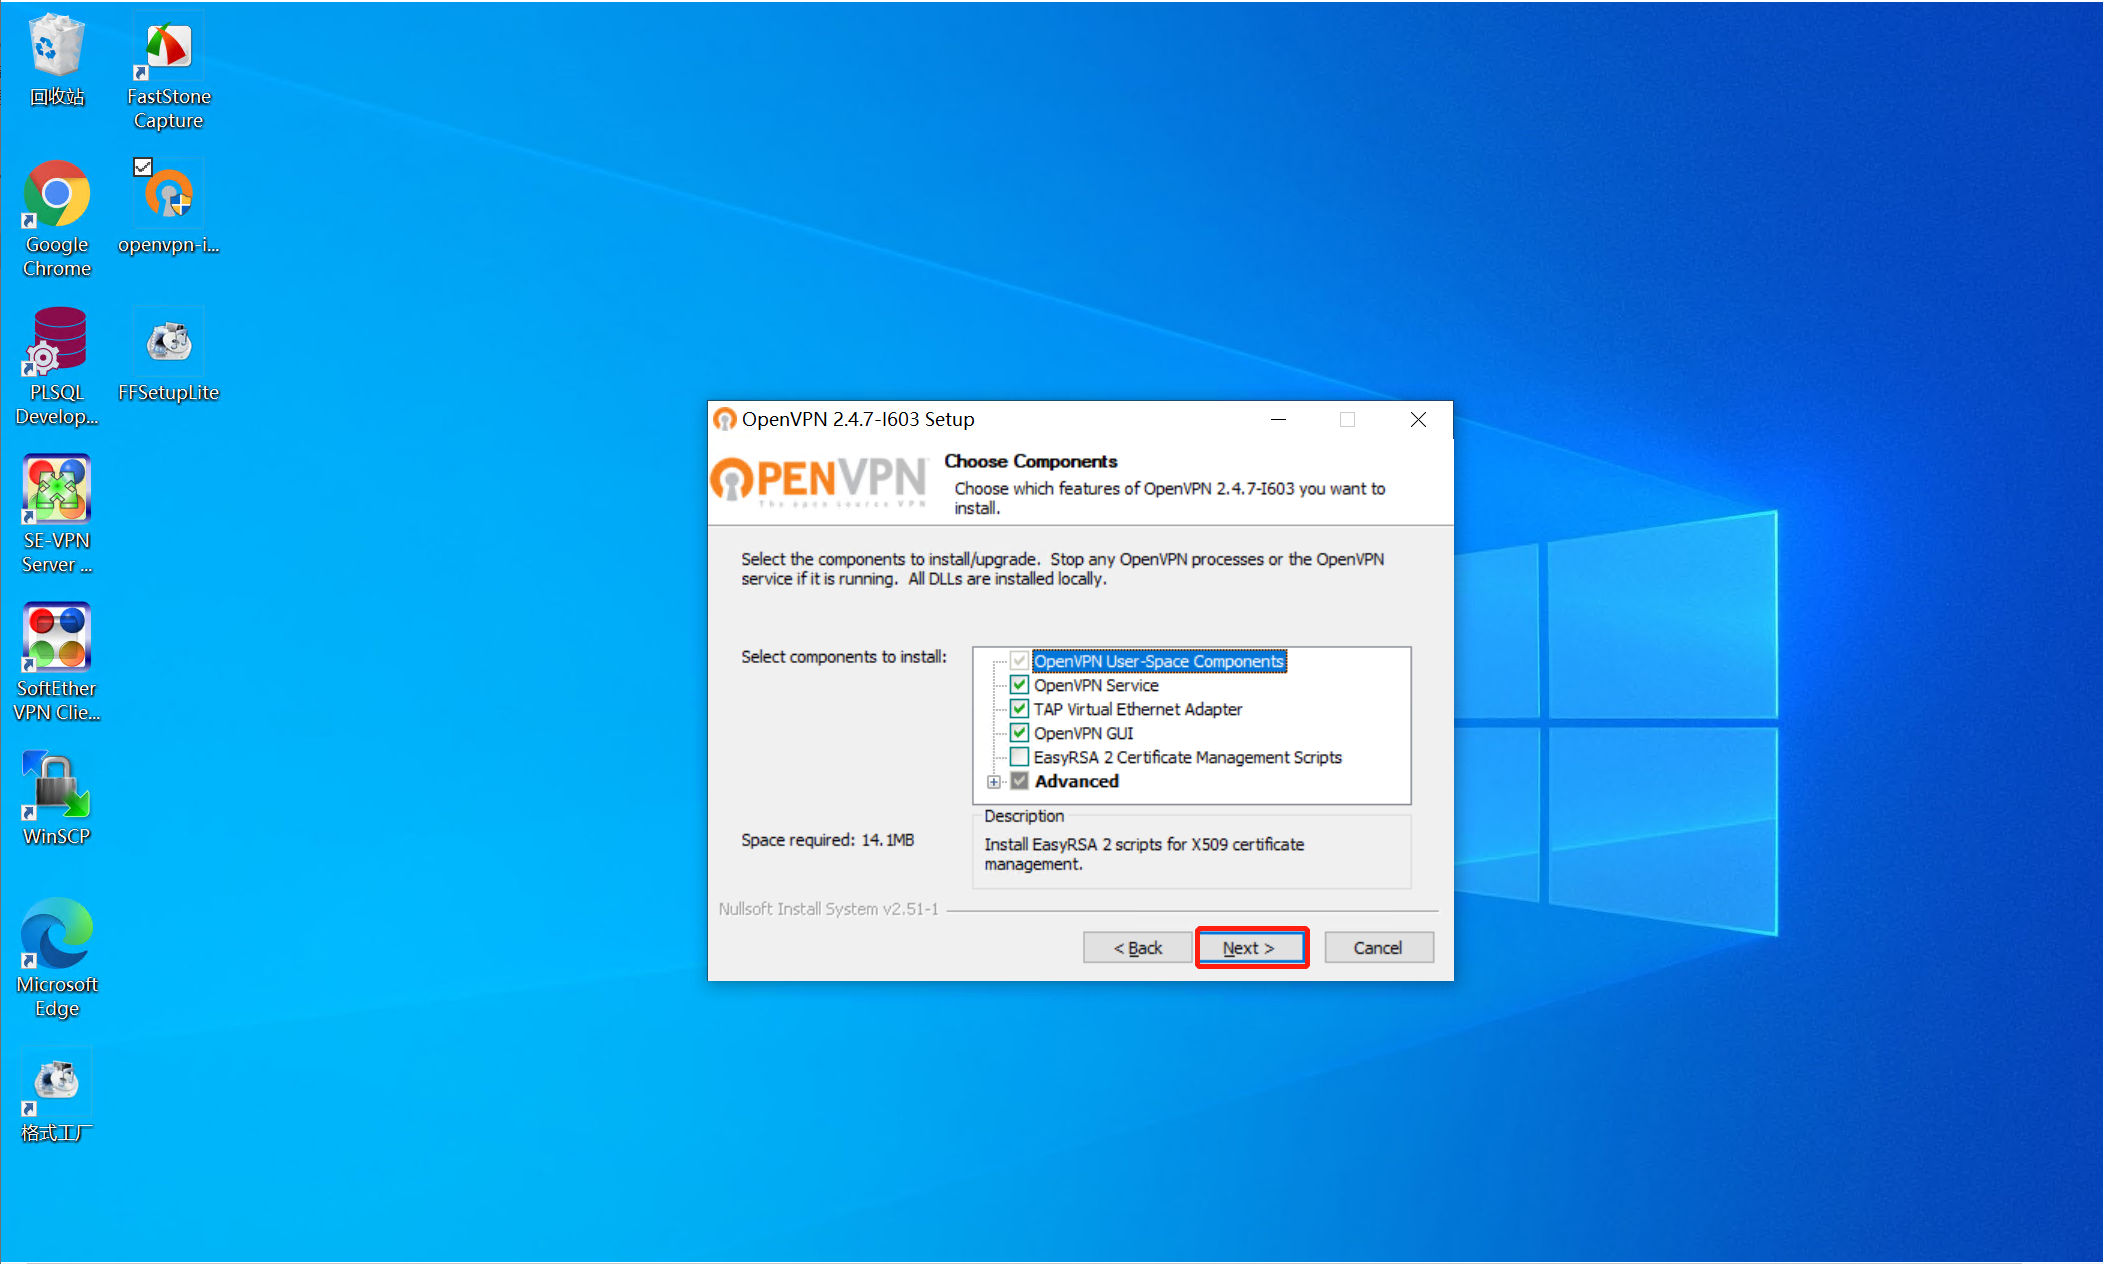 回收站
FastStone
Capture
Google
Chrome
openvpn-i...
PLSQL
Develop...
FFSetupLite
SE-VPN
Server ...
SoftEther
VPN Clie...
WinSCP
Microsoft
Edge
格式工厂
OpenVPN 2.4.7-I603 Setup
OPENVPN
The open source VPN
Choose Components
Choose which features of OpenVPN 2.4.7-I603 you want to
install.
Select the components to install/upgrade. Stop any OpenVPN processes or the OpenVPN
service if it is running. All DLLs are installed locally.
Select components to install:
OpenVPN User-Space Components
OpenVPN Service
TAP Virtual Ethernet Adapter
OpenVPN GUI
EasyRSA 2 Certificate Management Scripts
Advanced
Space required: 14.1MB
Description
Install EasyRSA 2 scripts for X509 certificate
management.
Nullsoft Install System v2.51-1
< Back
Next >
Cancel